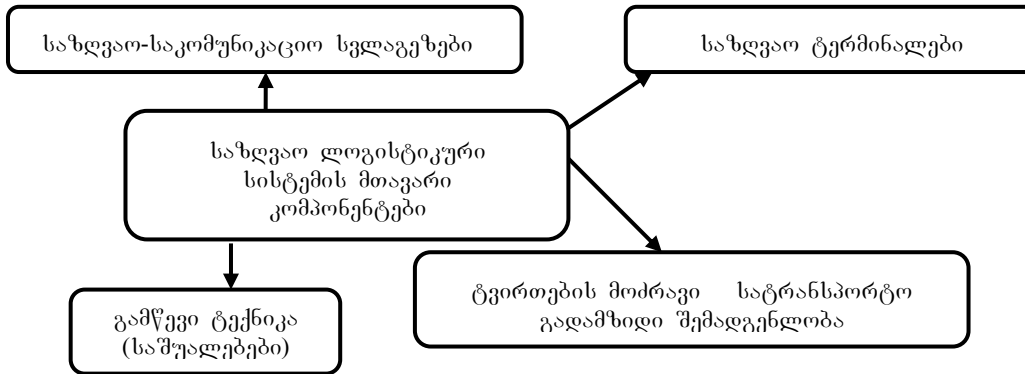 საზღვაო-საკომუნიკაციო სვლაგეზები
საზღვაო ტერმინალები
საზღვაო ლოგისტიკური
სისტემის მთავარი
კომპონენტები
გამწევი ტექნიკა
(საშუალებები)
ტვირთების მოძრავი სატრანსპორტო
გადამზიდი შემადგენლობა